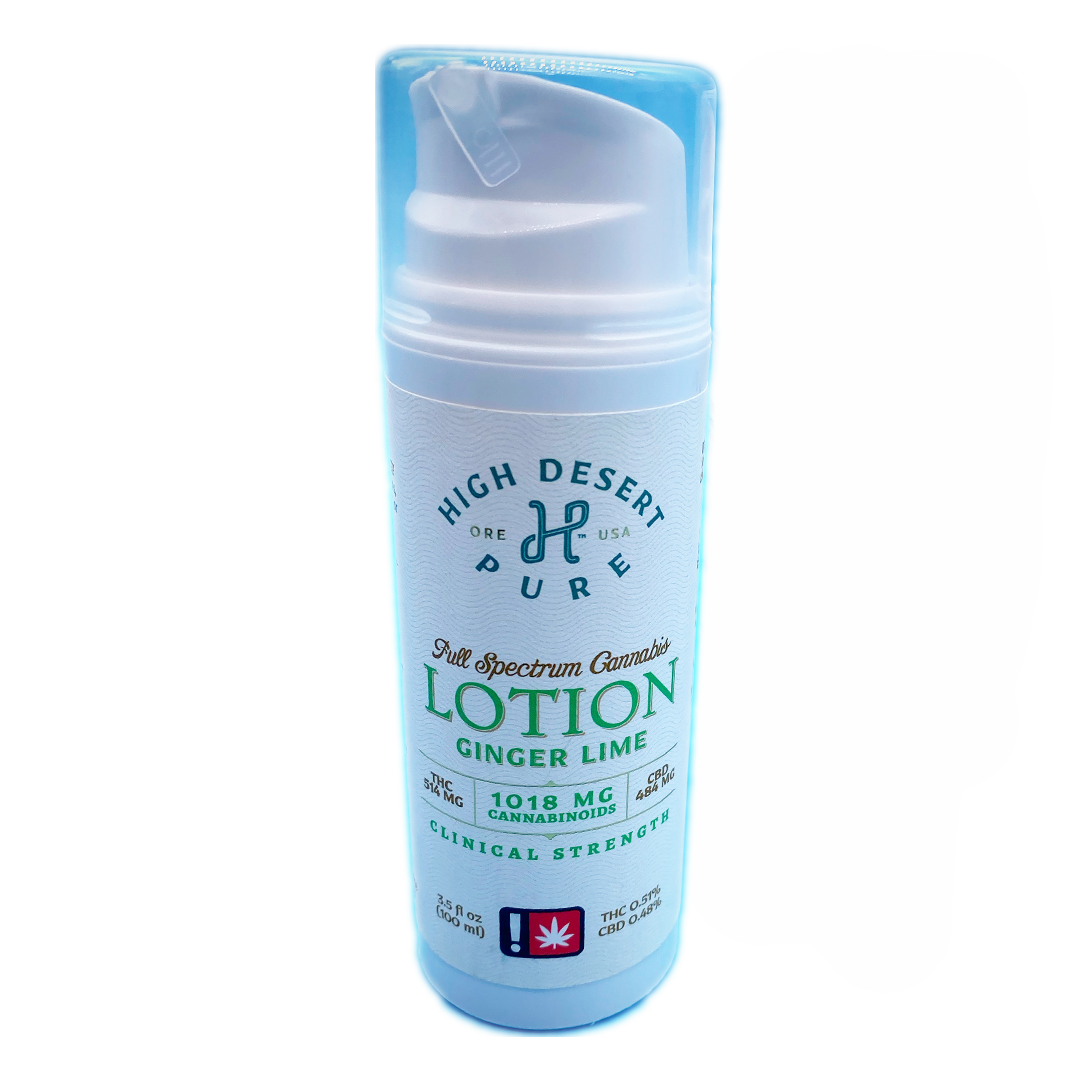 HIGH DESERT
ORE H™ USA
PURE
Full Spectrum Cannabis
LOTION
GINGER LIME
THC
514 MG
1018 MG
CANNABINOIDS
CBD
484 MG
CLINICAL STRENGTH
3.5 fl oz
(100 ml)
!
THC 0.51%
CBD 0.48%